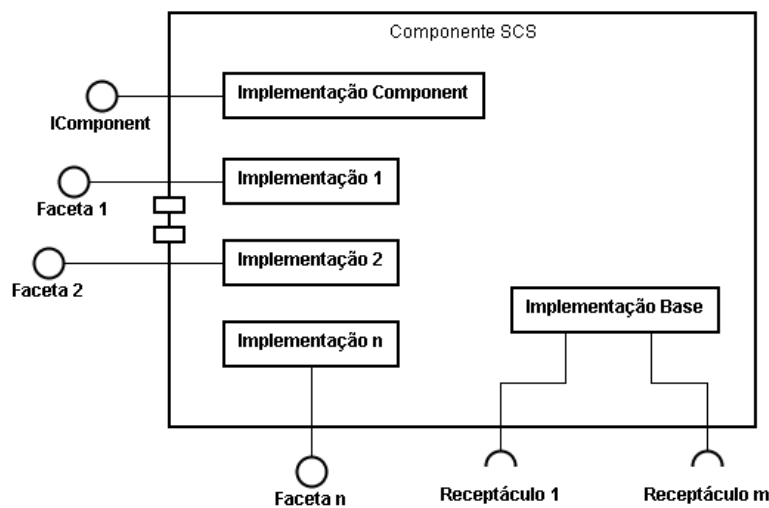 Componente SCS
Implementação Component
IComponent
Implementação 1
Faceta 1
Implementação 2
Faceta 2
Implementação Base
Implementação n
Faceta n
Receptáculo 1
Receptáculo m